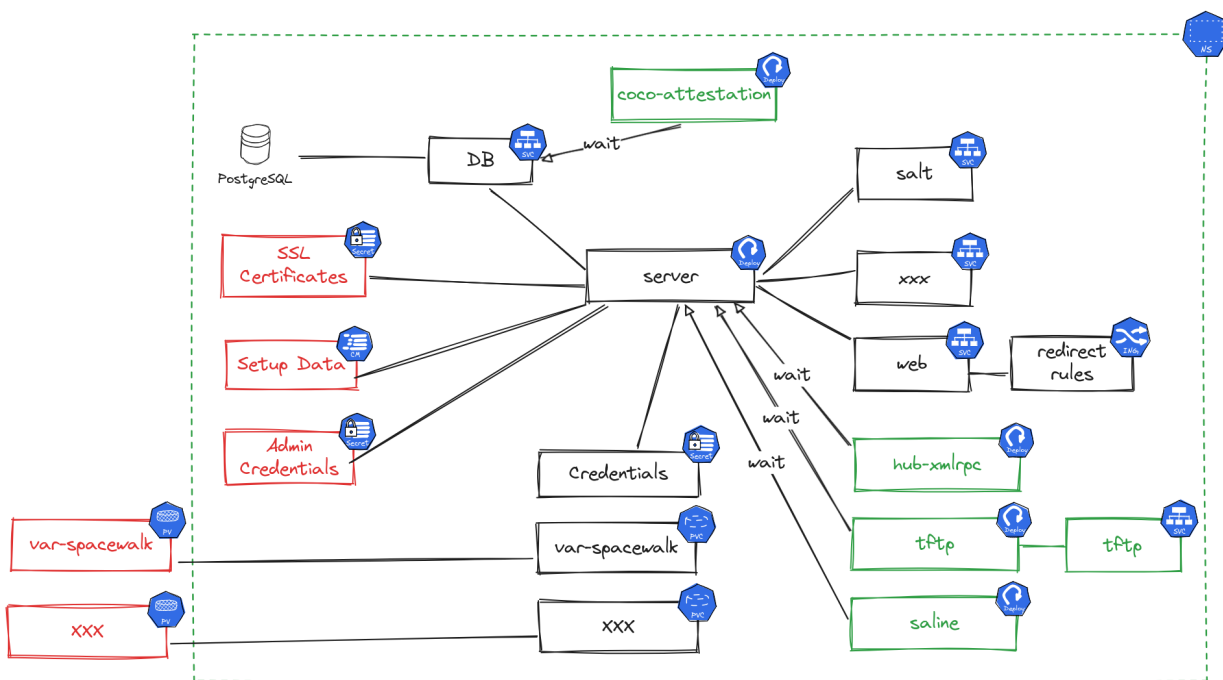 NS
Deploy
coco-attestation
wait
SVC
DB
PostgreSQL
SVC
salt
Secret
SSL
Certificates
Deploy
server
SVC
xxx
CM
Setup Data
SVC
web
INGs
redirect
rules
wait
wait
wait
Secret
Admin
Credentials
Secret
Credentials
Deploy
hub-xmlrpc
PV
var-spacewalk
PVC
var-spacewalk
Deploy
tftp
SVC
tftp
PV
XXX
PVC
XXX
Deploy
saline